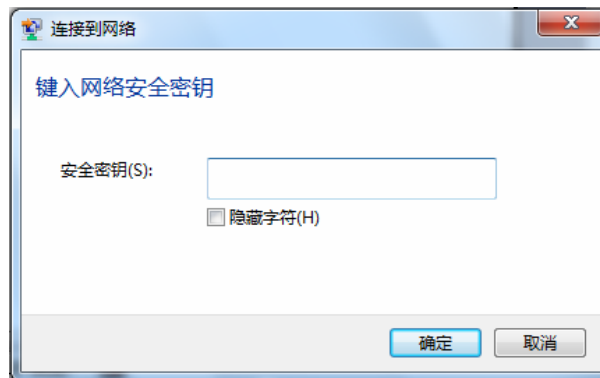 连接到网络
键入网络安全密钥
安全密钥(S):
隐藏字符(H)
确定
取消